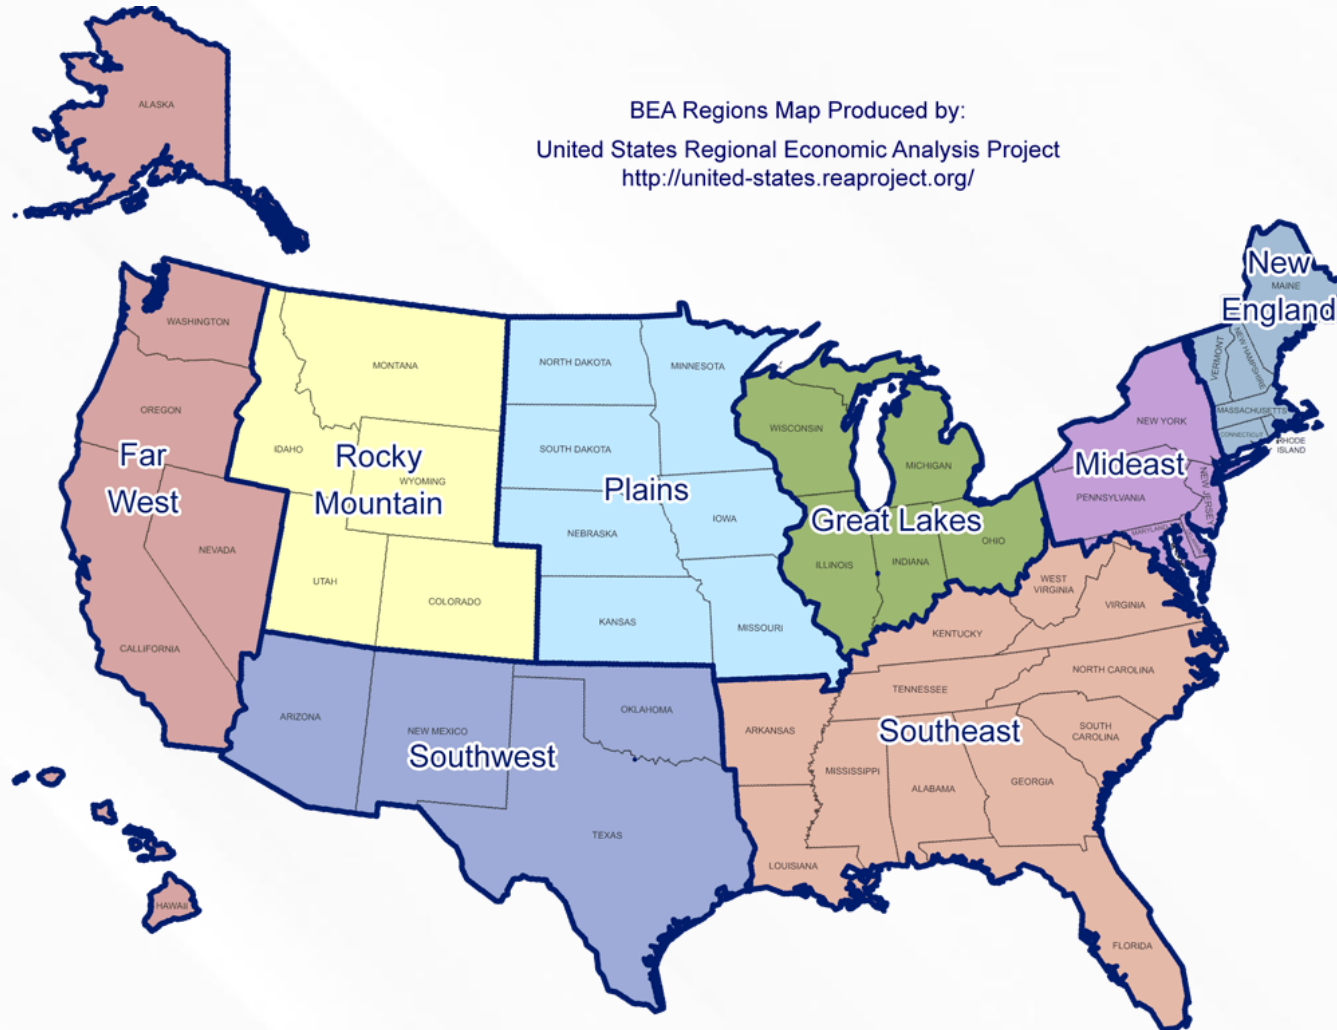 ALASKA
BEA Regions Map Produced by:
United States Regional Economic Analysis Project
http://united-states.reaproject.org/
New
England
MAINE
VERMONT
NEW HAMPSHIRE
MASSACHUSETTS
CONNECTICUT
RHODE
ISLAND
WASHINGTON
OREGON
Far
West
NEVADA
CALLIFORNIA
MONTANA
IDAHO
Rocky
Mountain
WYOMING
UTAH
COLORADO
NORTH DAKOTA
MINNESOTA
SOUTH DAKOTA
Plains
NEBRASKA
IOWA
KANSAS
MISSOURI
WISCONSIN
MICHIGAN
Great Lakes
ILLINOIS
INDIANA
OHIO
NEW YORK
Mideast
PENNSYLVANIA
NEW JERSEY
MARYLAND
WEST
VIRGINIA
VIRGINIA
KENTUCKY
NORTH CAROLINA
TENNESSEE
SOUTH
CAROLINA
ARKANSAS
Southeast
MISSISSIPPI
ALABAMA
GEORGIA
LOUISIANA
FLORIDA
ARIZONA
NEW MEXICO
OKLAHOMA
Southwest
TEXAS
HAWAII